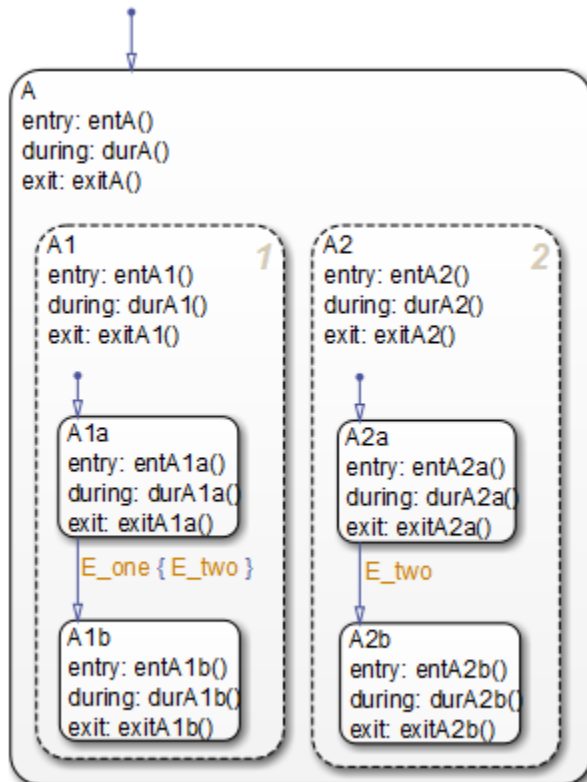 A
entry: entA()
during: durA()
exit: exitA()
A1
1
entry: entA1()
during: durA1()
exit: exitA1()
A1a
entry: entA1a()
during: durA1a()
exit: exitA1a()
E_one { E_two }
A1b
entry: entA1b()
during: durA1b()
exit: exitA1b()
A2
2
entry: entA2()
during: durA2()
exit: exitA2()
A2a
entry: entA2a()
during: durA2a()
exit: exitA2a()
E_two
A2b
entry: entA2b()
during: durA2b()
exit: exitA2b()